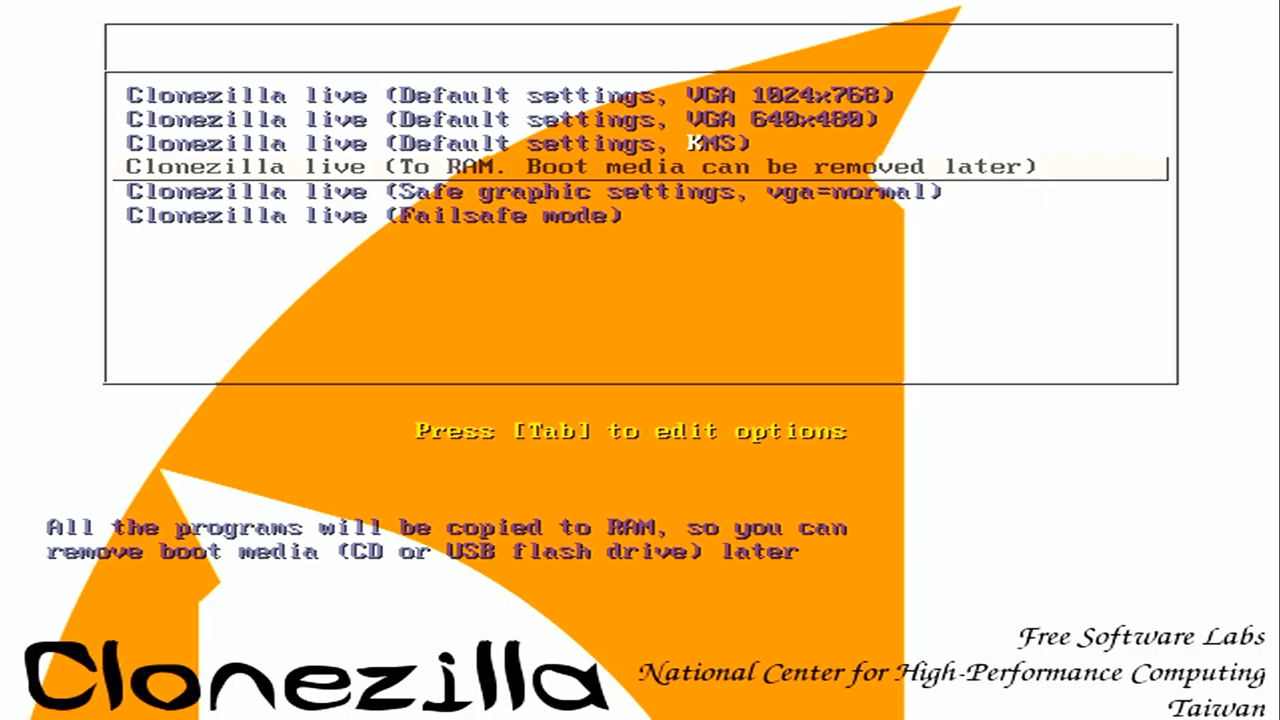 Clonezilla live (Default settings, VGA 1024x768)
Clonezilla live (Default settings, VGA 640x480)
Clonezilla live (Default settings, KMS)
Clonezilla live (To RAM. Boot media can be removed later)
Clonezilla live (Safe graphic settings, vga=normal)
Clonezilla live (Failsafe mode)
Press [Tab] to edit options
All the programs will be copied to RAM, so you can
remove boot media (CD or USB flash drive) later
Clonezilla
Free Software Labs
National Center for High-Performance Computing
Taiwan